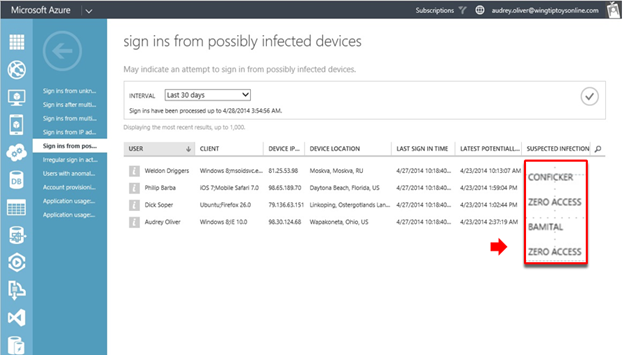 Microsoft Azure
Subscriptions
audrey.oliver@wingtiptoysonline.com
sign ins from possibly infected devices
May indicate an attempt to sign in from possibly infected devices.
INTERVAL Last 30 days
Sign ins have been processed up to 4/28/2014 3:54:56 AM.
Displaying the most recent results, up to 1,000.
Sign ins from unkn...
Sign ins after multi...
Sign ins from multi...
Sign ins from IP ad...
Sign ins from pos...
Irregular sign in act...
Users with anomal...
Account provisioni...
Application usage:...
Application usage:...
DB
USER CLIENT DEVICE IP... DEVICE LOCATION LAST SIGN IN TIME LATEST POTENTIALL... SUSPECTED INFECTION
Weldon Driggers Windows 8;msoidsvc.e... 81.25.53.98 Moskva, Moskva, RU 4/27/2014 10:18:40... 4/23/2014 10:13:07 AM CONFICKER
Philip Barba iOS 7;Mobile Safari 7.0 98.65.189.70 Daytona Beach, Florida, US 4/27/2014 10:18:40... 4/23/2014 1:59:04 PM ZERO ACCESS
Dick Soper Ubuntu;Firefox 26.0 79.136.63.151 Linkoping, Ostergotlands Lan... 4/27/2014 10:18:40... 4/23/2014 1:02:44 PM BAMITAL
Audrey Oliver Windows 8;IE 10.0 98.30.124.68 Wapakoneta, Ohio, US 4/27/2014 10:18:40... 4/23/2014 2:37:19 AM ZERO ACCESS